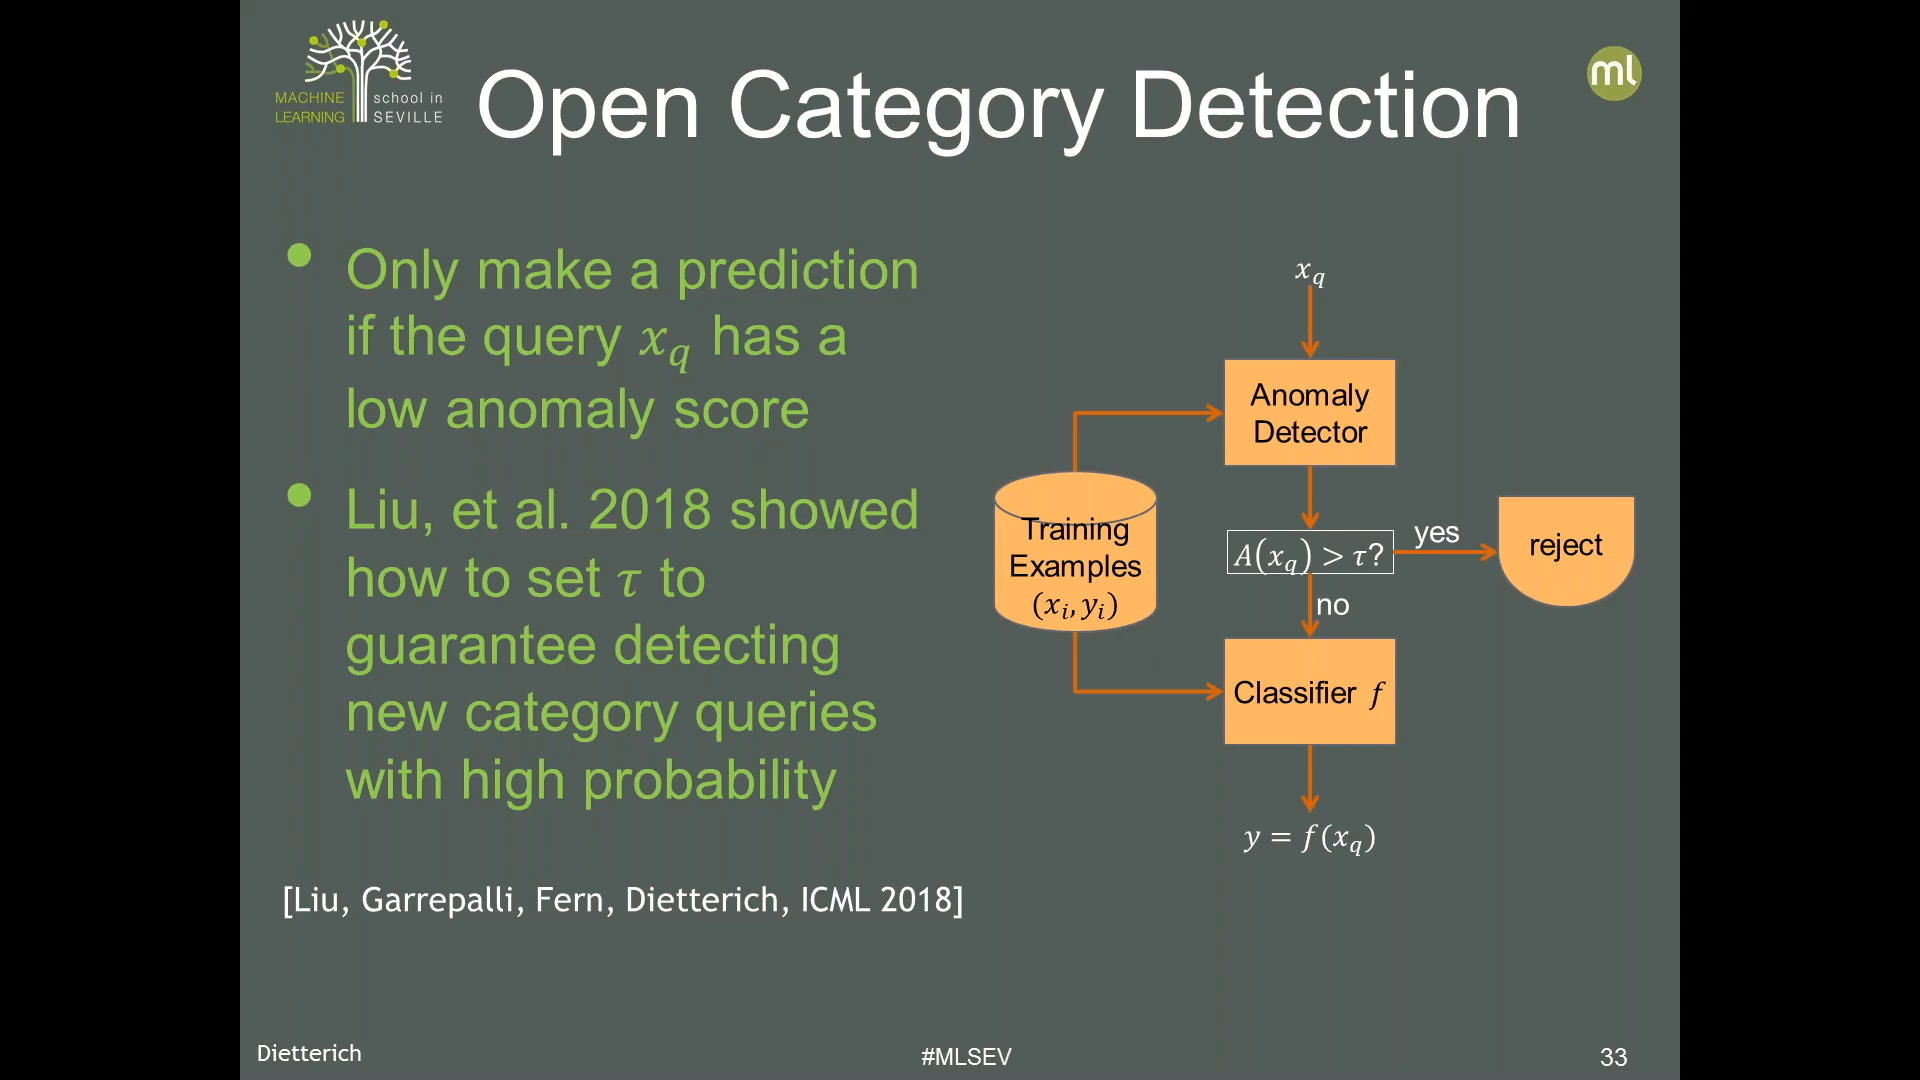 MACHINE
LEARNING
school in
SEVILLE
Open Category Detection
ml
• Only make a prediction
if the query x_q has a
low anomaly score
• Liu, et al. 2018 showed
how to set τ to
guarantee detecting
new category queries
with high probability
[Liu, Garrepalli, Fern, Dietterich, ICML 2018]
x_q
Anomaly
Detector
Training
Examples
(x_i, y_i)
A(x_q) > τ?
yes
reject
no
Classifier f
y = f(x_q)
Dietterich
#MLSEV
33